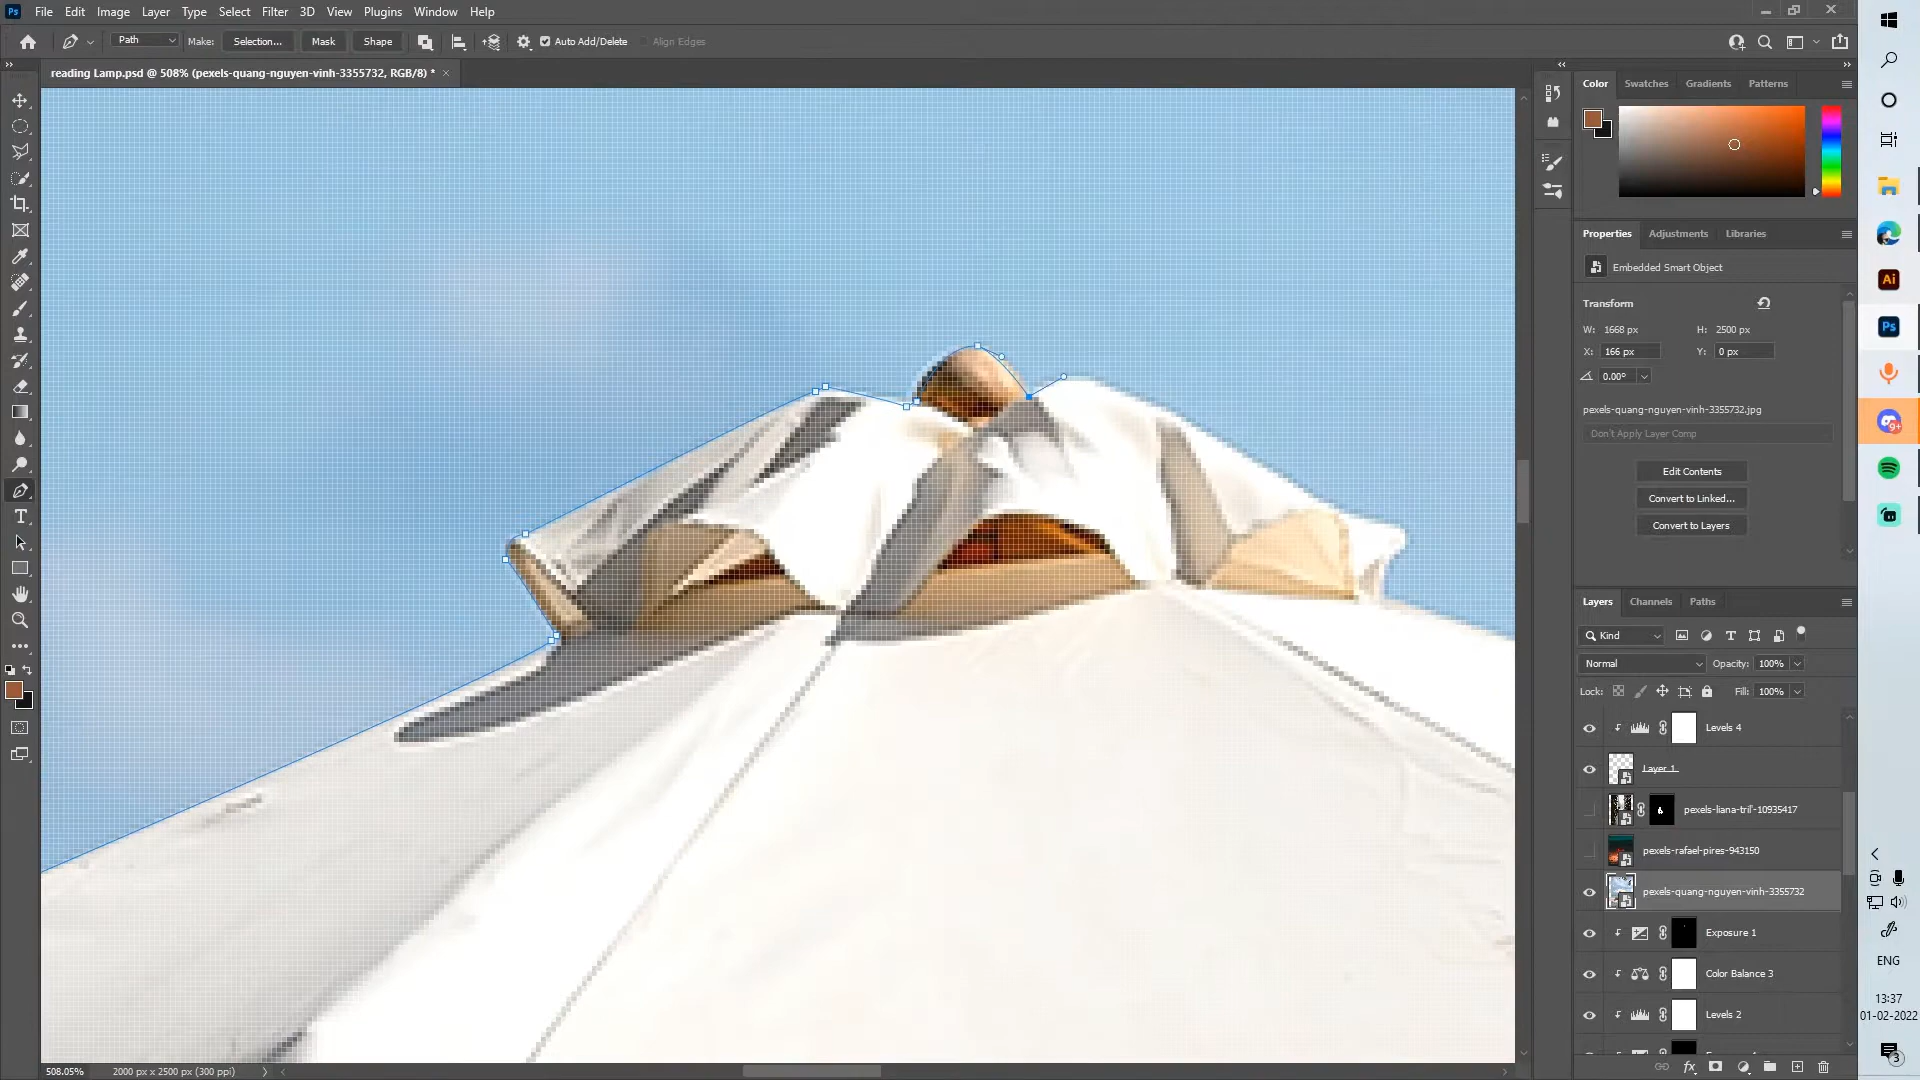 Ps File Edit Image Layer Type Select Filter 3D View Plugins Window Help
Path Make: Selection... Mask Shape Auto Add/Delete Align Edges
reading Lamp.psd @ 508% (pexels-quang-nguyen-vinh-3355732, RGB/8) * ×
Color Swatches Gradients Patterns
Properties Adjustments Libraries
Embedded Smart Object
Transform
W: 1668 px H: 2500 px
X: 166 px Y: 0 px
0.00°
pexels-quang-nguyen-vinh-3355732.jpg
Don't Apply Layer Comp
Edit Contents
Convert to Linked...
Convert to Layers
Layers Channels Paths
Kind
Normal Opacity: 100%
Lock: Fill: 100%
Levels 4
Layer 1
pexels-liana-tril'-10935417
pexels-rafael-pires-943150
pexels-quang-nguyen-vinh-3355732
Exposure 1
Color Balance 3
Levels 2
508.05% 2000 px x 2500 px (300 ppi)
Ai
Ps
9+
ENG
13:37
01-02-2022
3